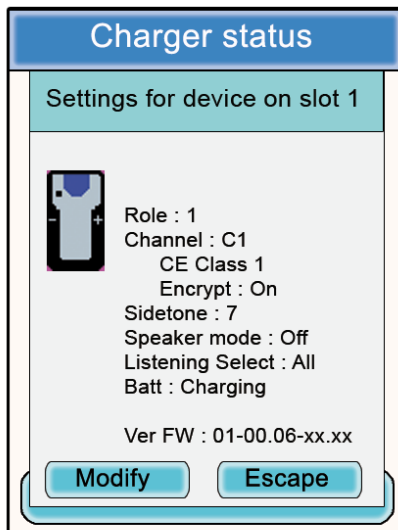 Charger status
Settings for device on slot 1
Role : 1
Channel : C1
CE Class 1
Encrypt : On
Sidetone : 7
Speaker mode : Off
Listening Select : All
Batt : Charging
Ver FW : 01-00.06-xx.xx
Modify Escape